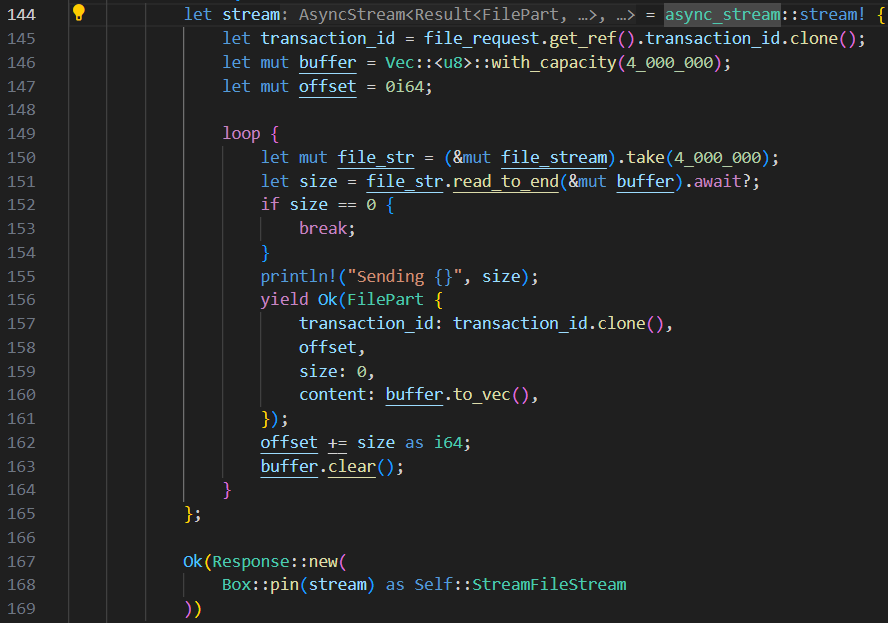 144 let stream: AsyncStream<Result<FilePart, …>, …> = async_stream::stream! {
145     let transaction_id = file_request.get_ref().transaction_id.clone();
146     let mut buffer = Vec::<u8>::with_capacity(4_000_000);
147     let mut offset = 0i64;
148
149     loop {
150         let mut file_str = (&mut file_stream).take(4_000_000);
151         let size = file_str.read_to_end(&mut buffer).await?;
152         if size == 0 {
153             break;
154         }
155         println!("Sending {}", size);
156         yield Ok(FilePart {
157             transaction_id: transaction_id.clone(),
158             offset,
159             size: 0,
160             content: buffer.to_vec(),
161         });
162         offset += size as i64;
163         buffer.clear();
164     }
165 };
166
167 Ok(Response::new(
168     Box::pin(stream) as Self::StreamFileStream
169 ))